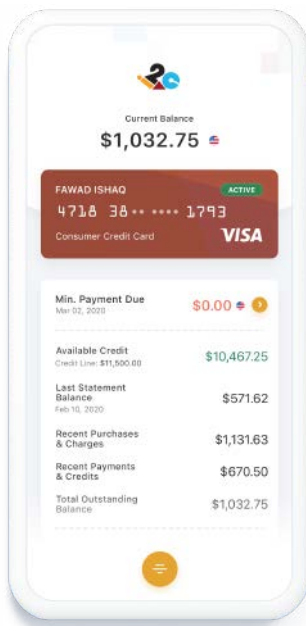 i2c
Current Balance
$1,032.75
FAWAD ISHAQ
ACTIVE
4718 38•• •••• 1793
Consumer Credit Card
VISA
Min. Payment Due
Mar 02, 2020
$0.00
Available Credit
Credit Line: $11,500.00
$10,467.25
Last Statement
Balance
Feb 10, 2020
$571.62
Recent Purchases
& Charges
$1,131.63
Recent Payments
& Credits
$670.50
Total Outstanding
Balance
$1,032.75